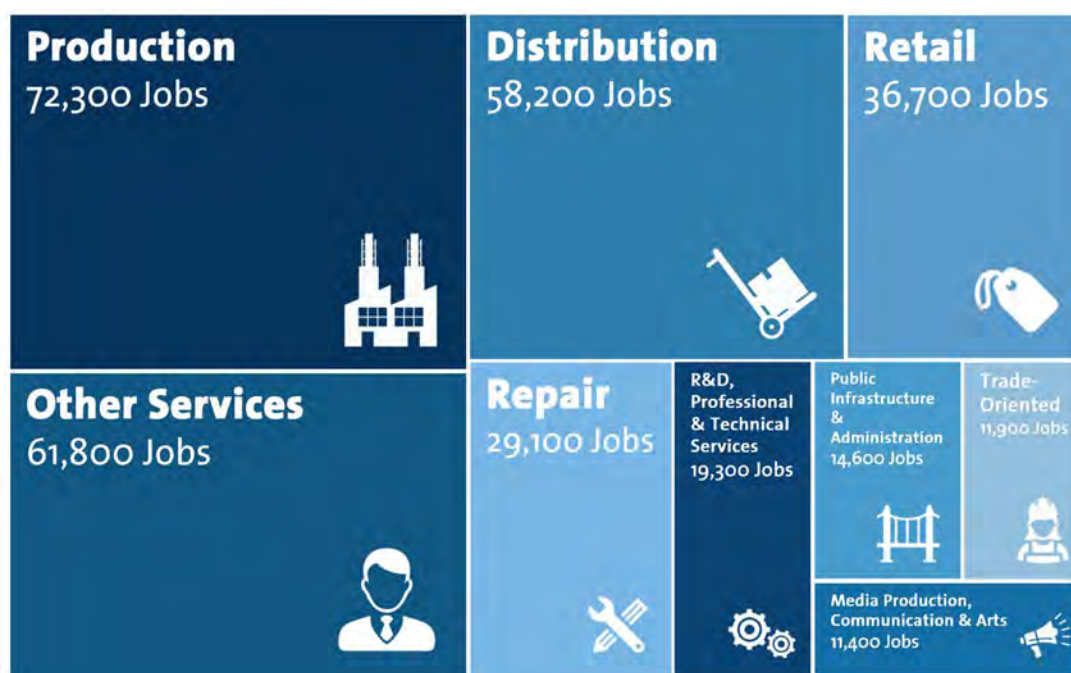 Production
72,300 Jobs
Distribution
58,200 Jobs
Retail
36,700 Jobs
Other Services
61,800 Jobs
Repair
29,100 Jobs
R&D,
Professional
& Technical
Services
19,300 Jobs
Public
Infrastructure
&
Administration
14,600 Jobs
Trade-
Oriented
11,900 Jobs
Media Production,
Communication & Arts
11,400 Jobs